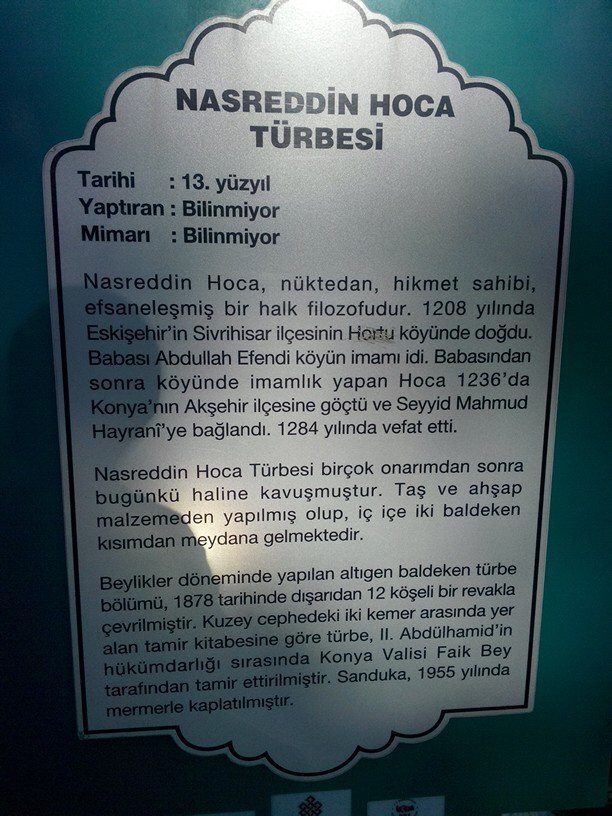 NASREDDİN HOCA
TÜRBESİ
Tarihi : 13. yüzyıl
Yaptıran : Bilinmiyor
Mimarı : Bilinmiyor
Nasreddin Hoca, nüktedan, hikmet sahibi,
efsaneleşmiş bir halk filozofudur. 1208 yılında
Eskişehir'in Sivrihisar ilçesinin Hortu köyünde doğdu.
Babası Abdullah Efendi köyün imamı idi. Babasından
sonra köyünde imamlık yapan Hoca 1236'da
Konya'nın Akşehir ilçesine göçtü ve Seyyid Mahmud
Hayranî'ye bağlandı. 1284 yılında vefat etti.
Nasreddin Hoca Türbesi birçok onarımdan sonra
bugünkü haline kavuşmuştur. Taş ve ahşap
malzemeden yapılmış olup, iç içe iki baldeken
kısımdan meydana gelmektedir.
Beylikler döneminde yapılan altıgen baldeken türbe
bölümü, 1878 tarihinde dışarıdan 12 köşeli bir revakla
çevrilmiştir. Kuzey cephedeki iki kemer arasında yer
alan tamir kitabesine göre türbe, II. Abdülhamid'in
hükümdarlığı sırasında Konya Valisi Faik Bey
tarafından tamir ettirilmiştir. Sanduka, 1955 yılında
mermerle kaplatılmıştır.